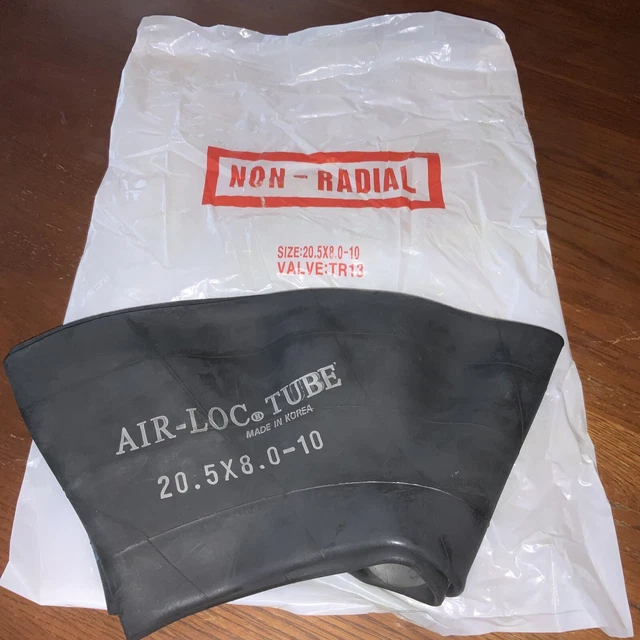 NON-RADIAL
SIZE:20.5X8.0-10
VALVE:TR13
AIR-LOC® TUBE
MADE IN KOREA
20.5X8.0-10